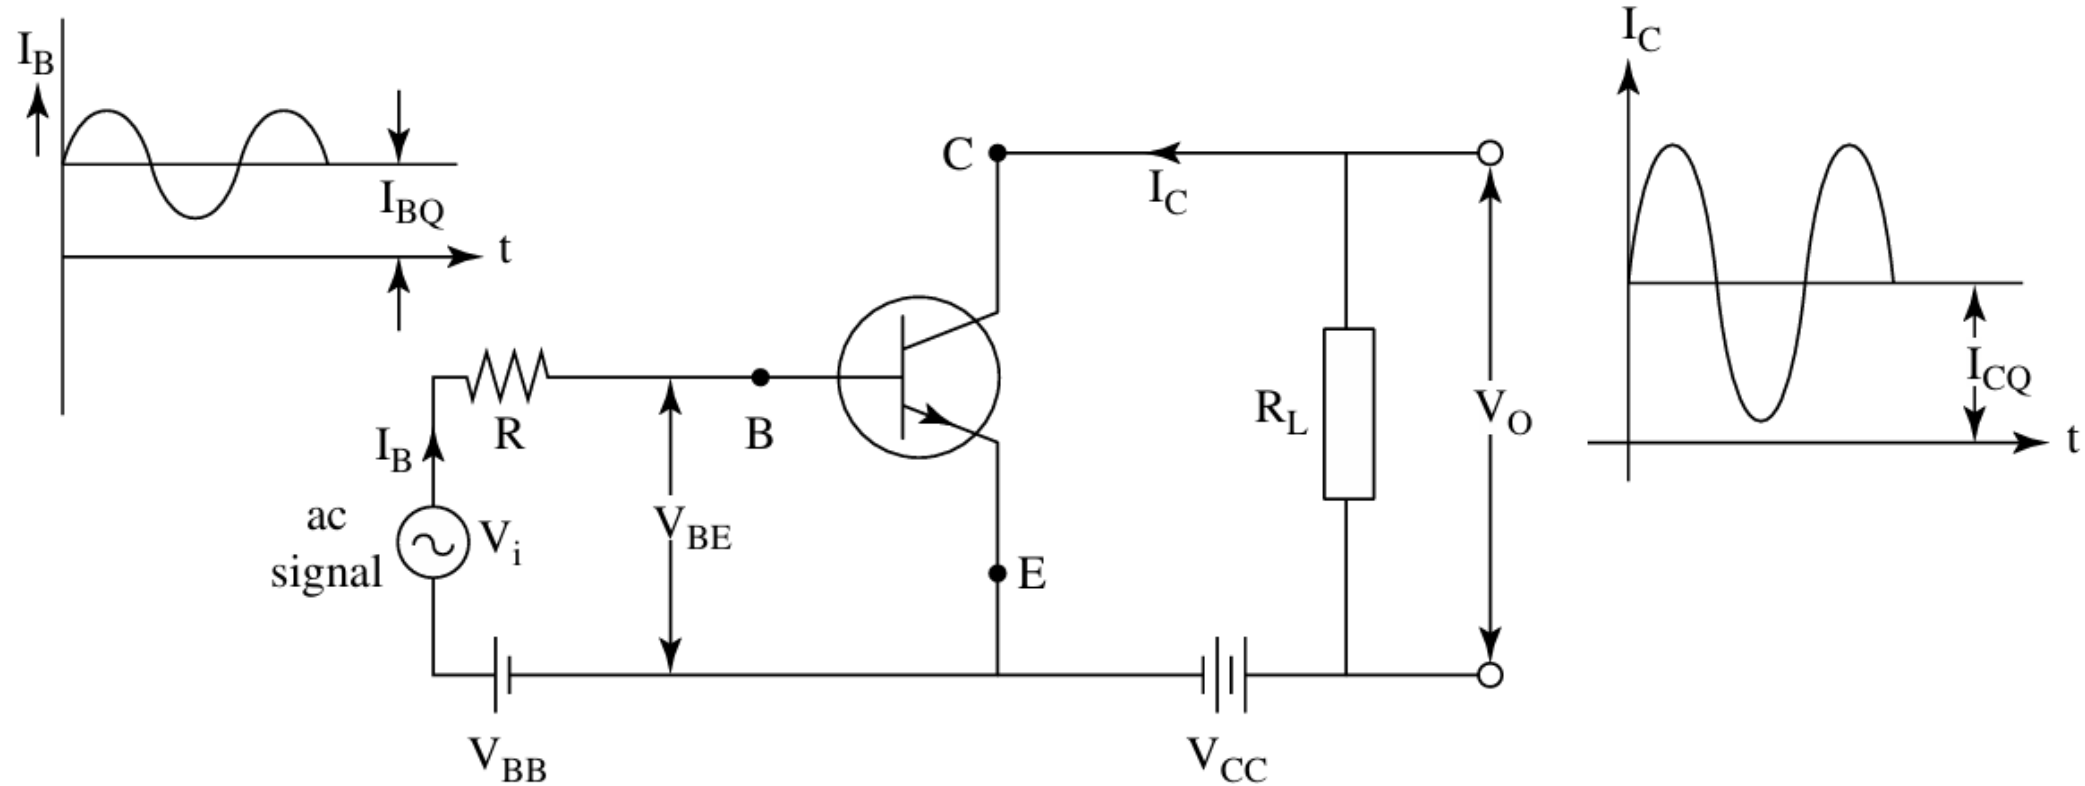 I_B
I_BQ
t
I_B
R
ac
signal
V_i
V_BE
V_BB
B
C
I_C
E
R_L
V_O
V_CC
I_C
I_CQ
t